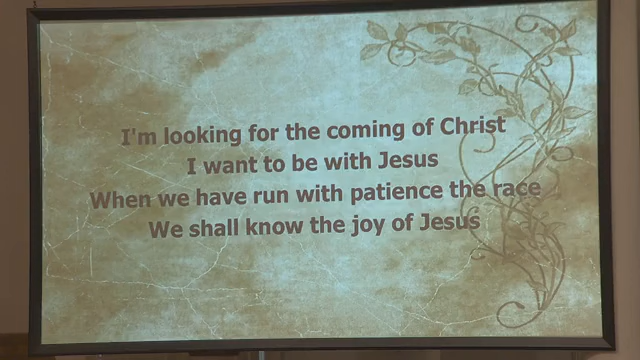 I'm looking for the coming of Christ
I want to be with Jesus
When we have run with patience the race
We shall know the joy of Jesus